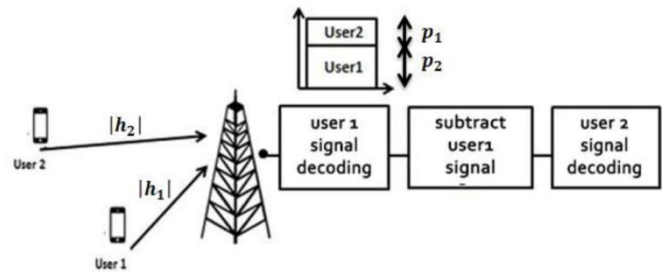 User2
p₁
User1
p₂
|h₂|
User 2
|h₁|
User 1
user 1
signal
decoding
subtract
user1
signal
user 2
signal
decoding